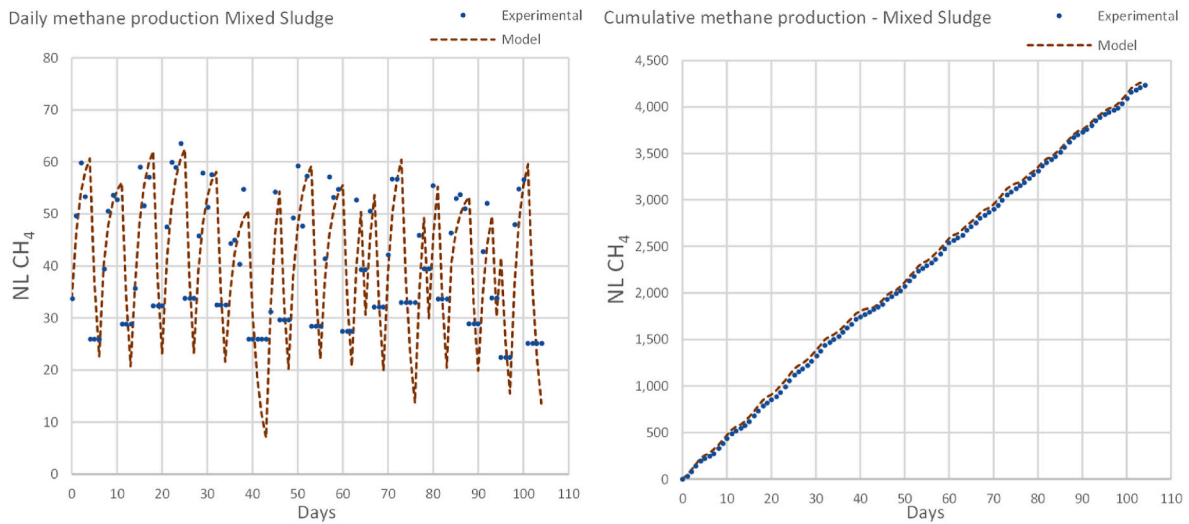 Daily methane production Mixed Sludge
Experimental
Model
NL CH4
80
70
60
50
40
30
20
10
0
0 10 20 30 40 50 60 70 80 90 100 110
Days
Cumulative methane production - Mixed Sludge
Experimental
Model
NL CH4
4,500
4,000
3,500
3,000
2,500
2,000
1,500
1,000
500
0
0 10 20 30 40 50 60 70 80 90 100 110
Days